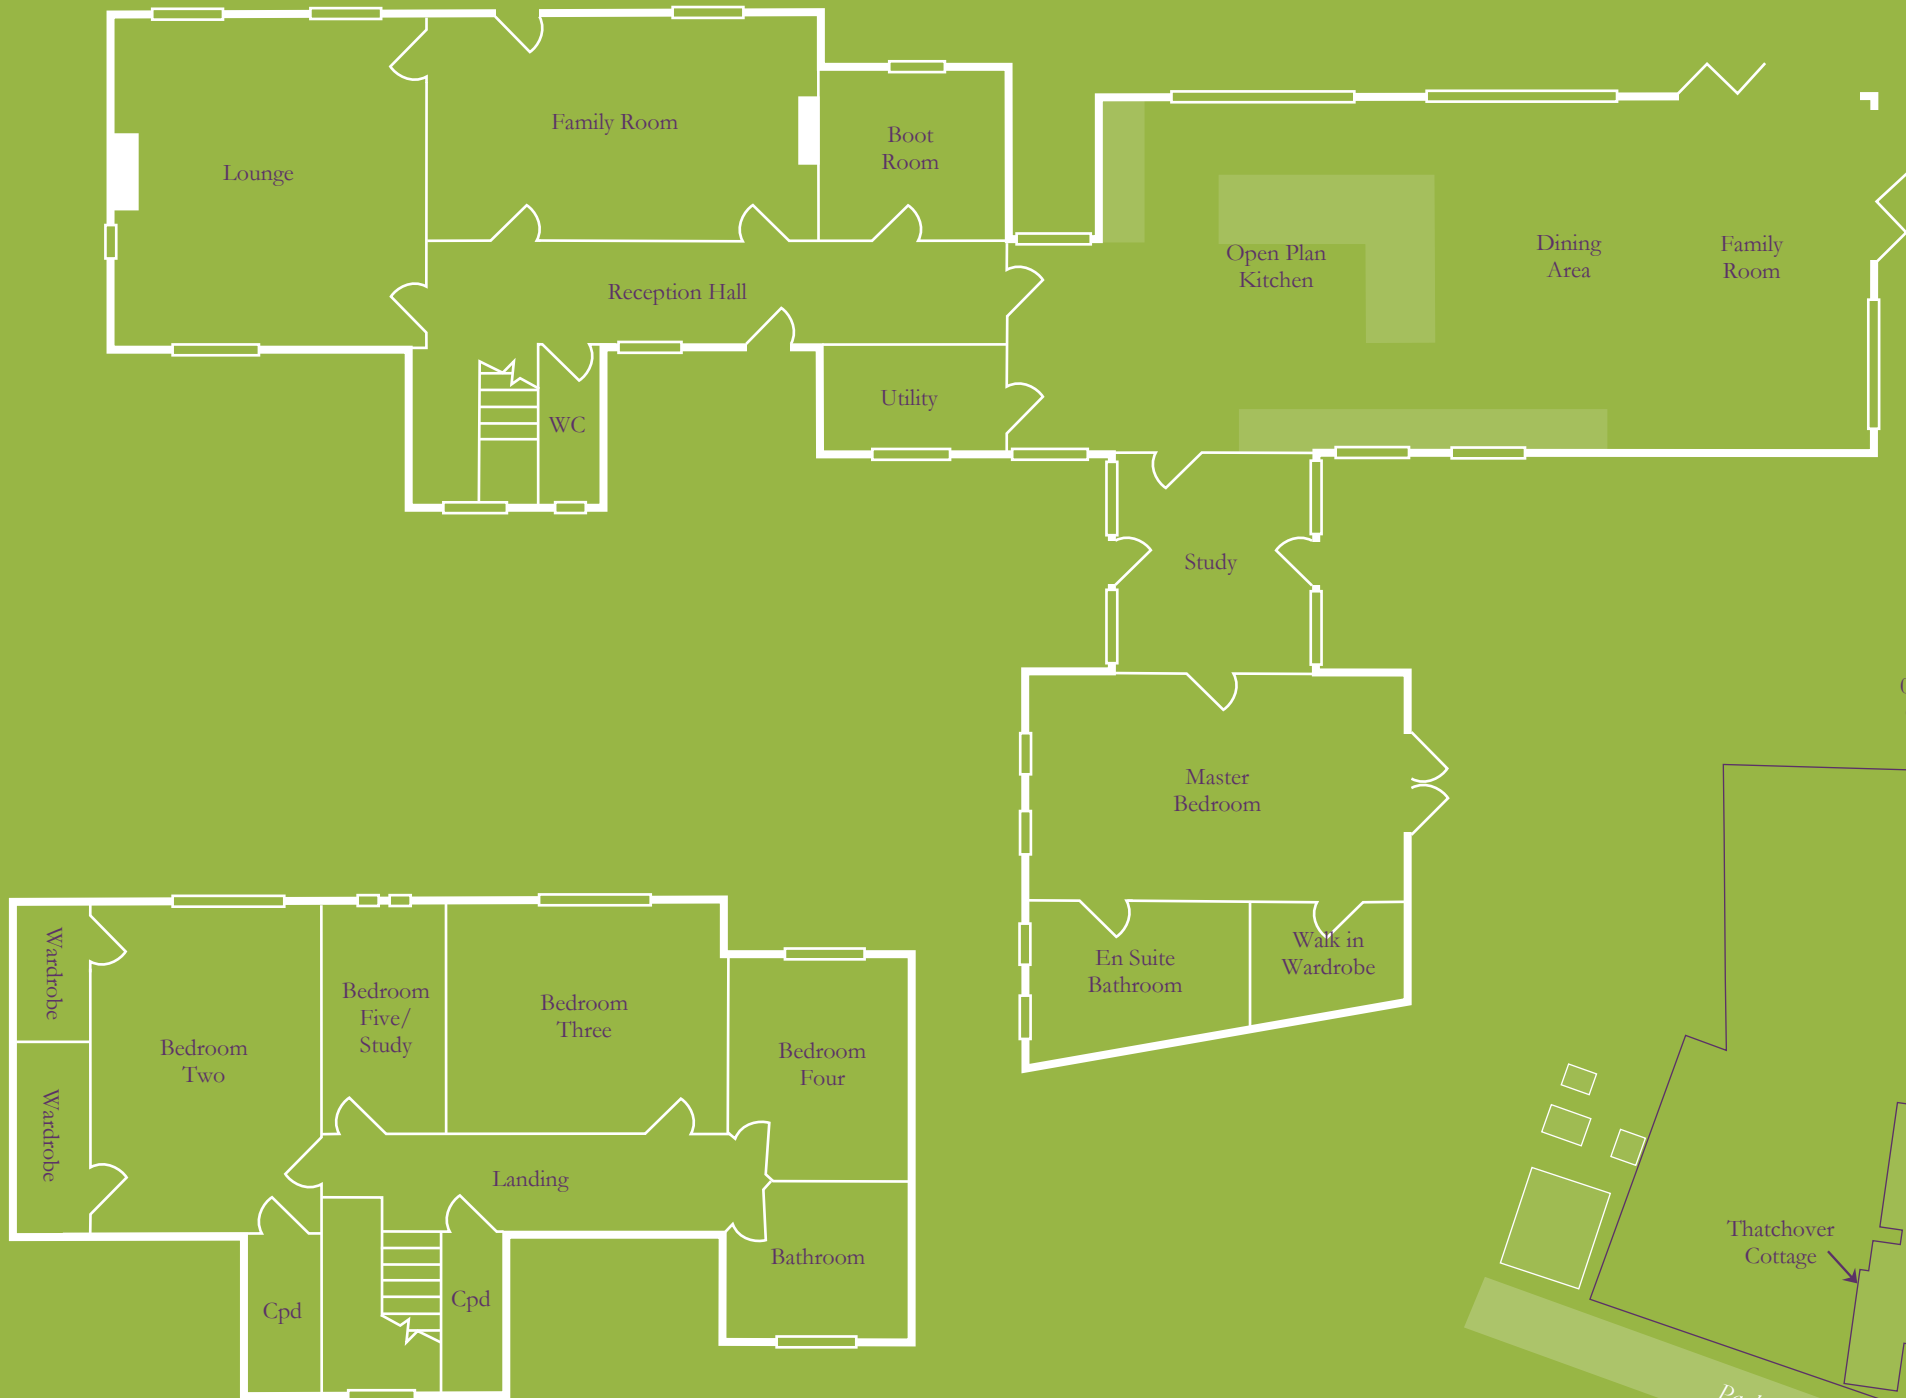 Family Room
Boot
Room
Lounge
Open Plan
Kitchen
Dining
Area
Family
Room
Reception Hall
Utility
WC
Study
Master
Bedroom
En Suite
Bathroom
Walk in
Wardrobe
Wardrobe
Wardrobe
Bedroom
Two
Bedroom
Five/
Study
Bedroom
Three
Bedroom
Four
Landing
Bathroom
Cpd
Cpd
Thatchover
Cottage